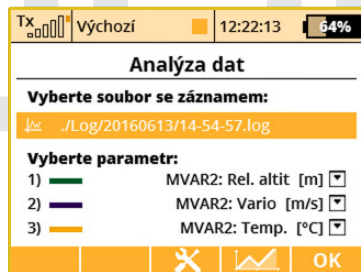 Tx Výchozí 12:22:13 64%
Analýza dat
Vyberte soubor se záznamem:
./Log/20160613/14-54-57.log
Vyberte parametr:
1) MVAR2: Rel. altit [m]
2) MVAR2: Vario [m/s]
3) MVAR2: Temp. [°C]
OK